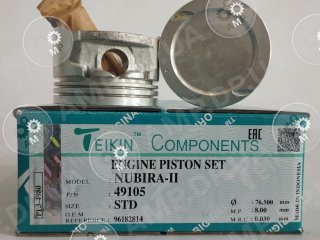 TEIKIN™ COMPONENTS
EAC
ENGINE PISTON SET
MODEL : NUBIRA-II
49105
SIZE : STD
O.E.M. REFERENCE : 96182814
Ø : 76.500 mm
M.P : 8.00 mm
M.C : 0.030 mm
MADE IN INDONESIA